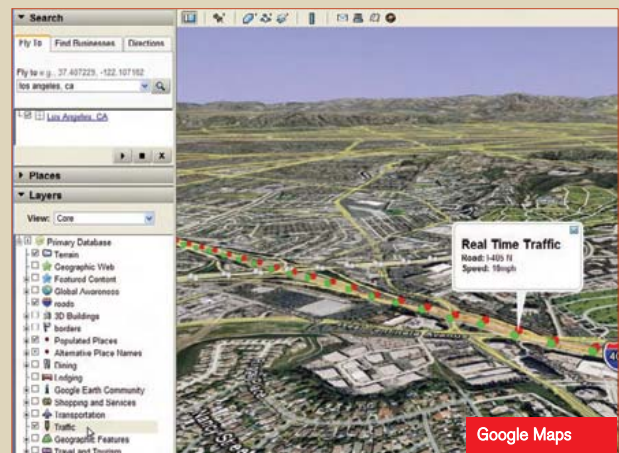 Search
Fly To
Find Businesses
Directions
Fly to e.g., 37.407229, -122.107162
los angeles, ca
Los Angeles, CA
Places
Layers
View: Core
Primary Database
Terrain
Geographic Web
Featured Content
Global Awareness
roads
3D Buildings
borders
Populated Places
Alternative Place Names
Dining
Lodging
Google Earth Community
Shopping and Services
Transportation
Traffic
Geographic Features
Travel and Tourism
Real Time Traffic
Road: I-405 N
Speed: 10mph
Google Maps